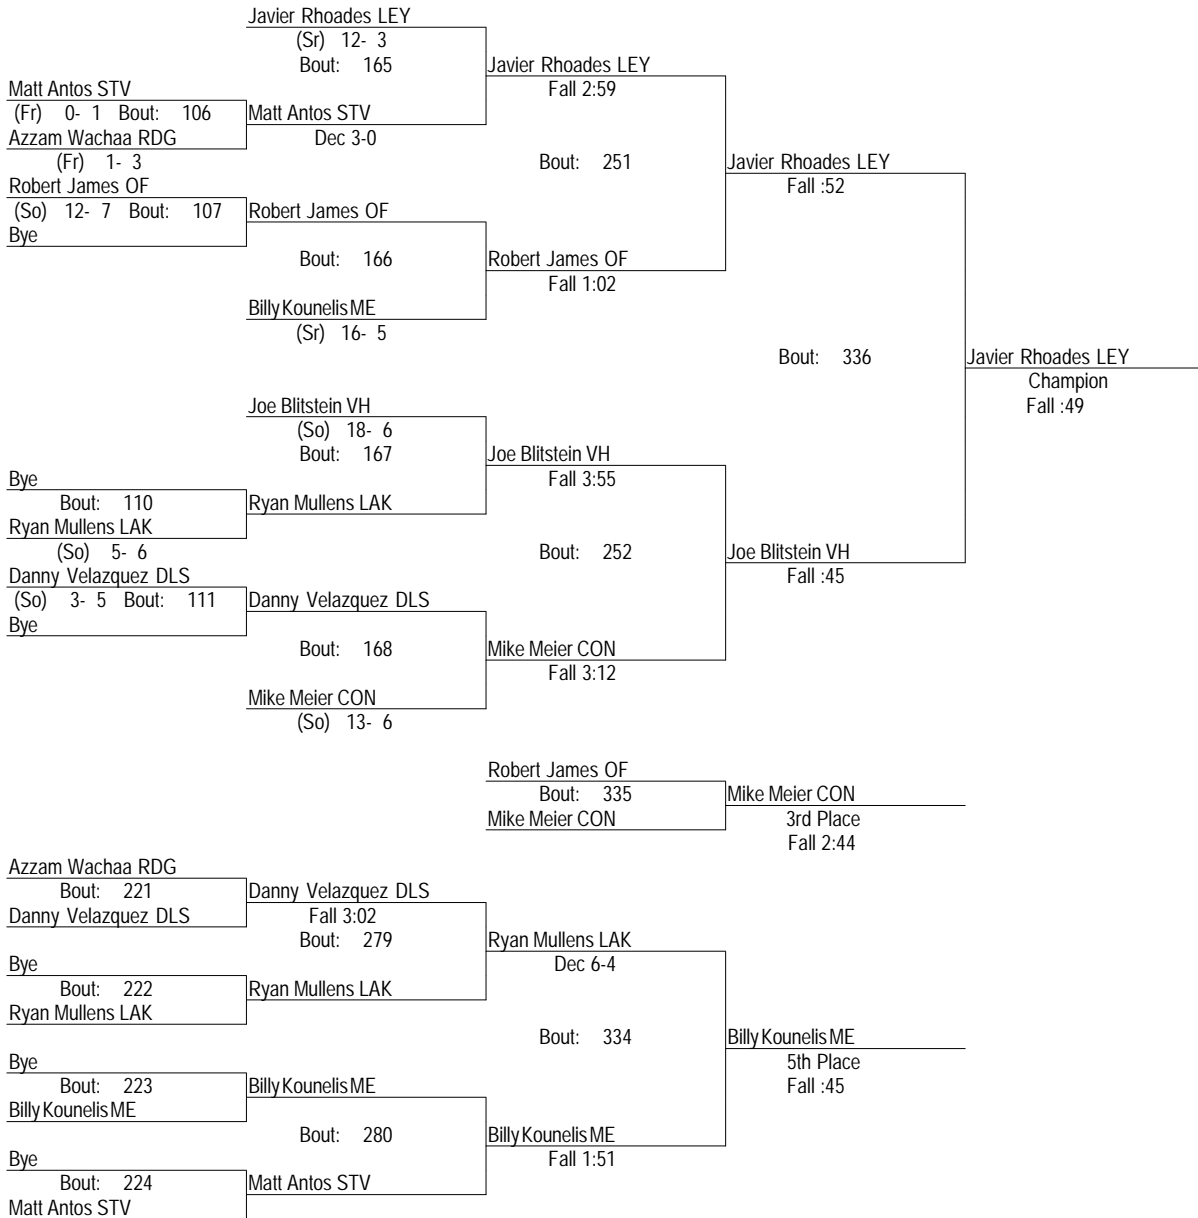 Javier Rhoades LEY
(Sr) 12- 3
Bout: 165
Javier Rhoades LEY
Fall 2:59
Matt Antos STV
(Fr) 0- 1 Bout: 106
Matt Antos STV
Dec 3-0
Azzam Wachaa RDG
(Fr) 1- 3
Bout: 251
Javier Rhoades LEY
Fall :52
Robert James OF
(So) 12- 7 Bout: 107
Robert James OF
Bye
Bout: 166
Robert James OF
Fall 1:02
Billy Kounelis ME
(Sr) 16- 5
Bout: 336
Javier Rhoades LEY
Champion
Fall :49
Joe Blitstein VH
(So) 18- 6
Bout: 167
Joe Blitstein VH
Fall 3:55
Bye
Bout: 110
Ryan Mullens LAK
Ryan Mullens LAK
(So) 5- 6
Bout: 252
Joe Blitstein VH
Fall :45
Danny Velazquez DLS
(So) 3- 5 Bout: 111
Danny Velazquez DLS
Bye
Bout: 168
Mike Meier CON
Fall 3:12
Mike Meier CON
(So) 13- 6
Robert James OF
Bout: 335
Mike Meier CON
Mike Meier CON
3rd Place
Fall 2:44
Azzam Wachaa RDG
Bout: 221
Danny Velazquez DLS
Danny Velazquez DLS
Fall 3:02
Bout: 279
Ryan Mullens LAK
Dec 6-4
Bye
Bout: 222
Ryan Mullens LAK
Ryan Mullens LAK
Bout: 334
Billy Kounelis ME
5th Place
Fall :45
Bye
Bout: 223
Billy Kounelis ME
Billy Kounelis ME
Bout: 280
Billy Kounelis ME
Fall 1:51
Bye
Bout: 224
Matt Antos STV
Matt Antos STV